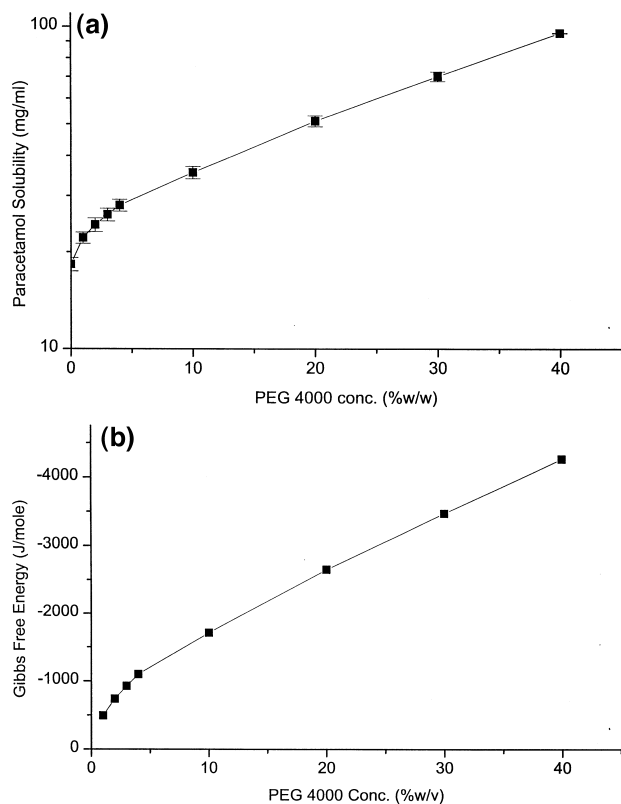 (a)
100
10
Paracetamol Solubility (mg/ml)
0 10 20 30 40
PEG 4000 conc. (%w/w)
(b)
-4000
-3000
-2000
-1000
0
Gibbs Free Energy (J/mole)
0 10 20 30 40
PEG 4000 Conc. (%w/v)